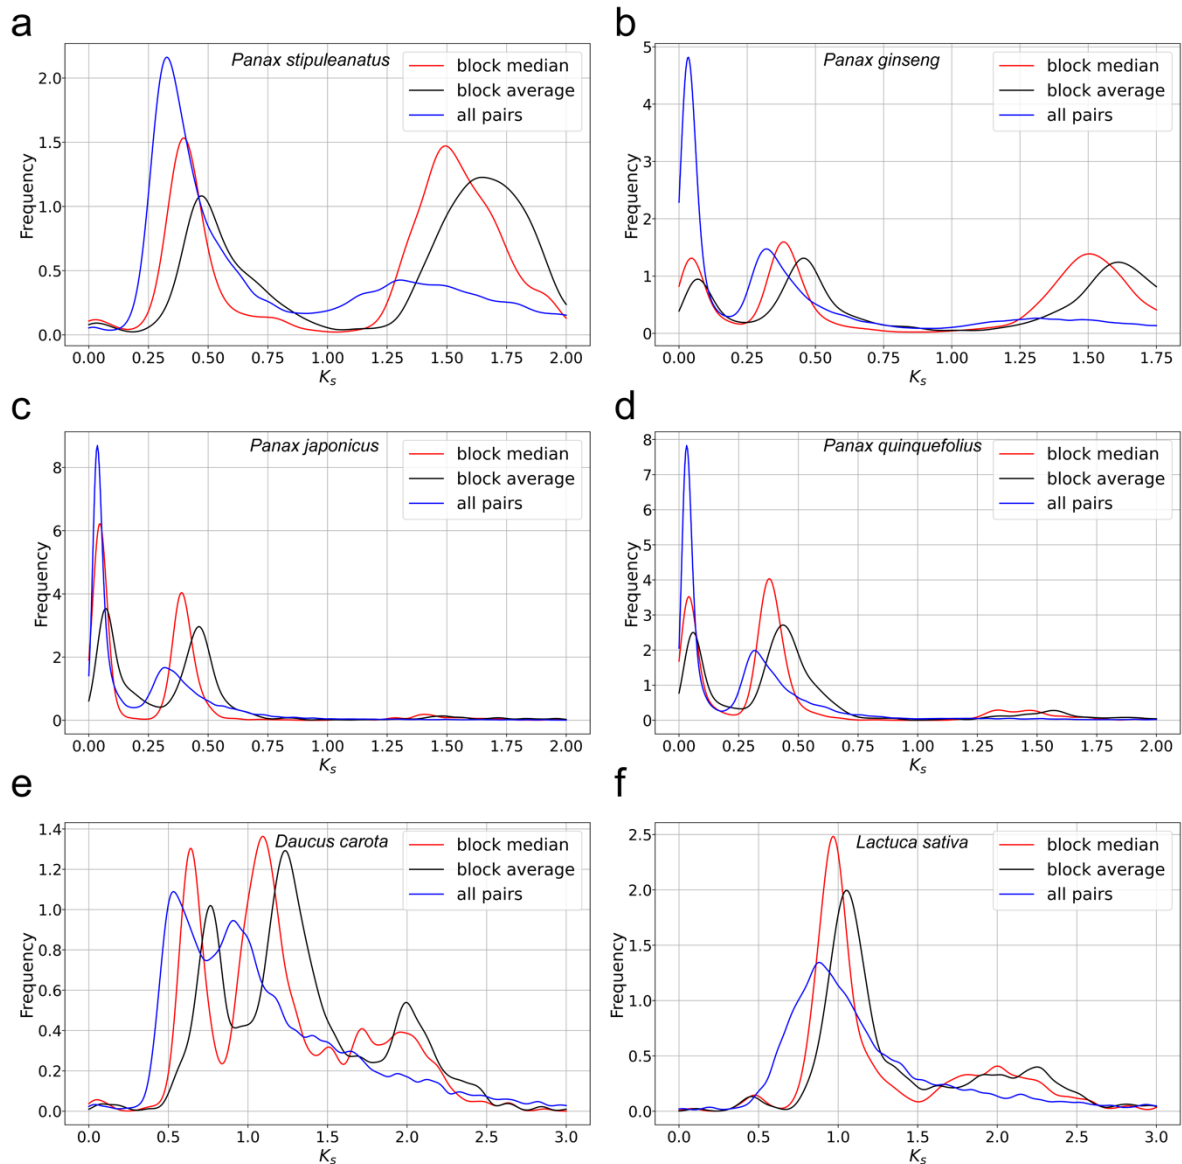 a
Panax stipuleanatus
block median
block average
all pairs
Frequency
2.0
1.5
1.0
0.5
0.0
0.00 0.25 0.50 0.75 1.00 1.25 1.50 1.75 2.00
Ks
b
Panax ginseng
block median
block average
all pairs
Frequency
5
4
3
2
1
0
0.00 0.25 0.50 0.75 1.00 1.25 1.50 1.75
Ks
c
Panax japonicus
block median
block average
all pairs
Frequency
8
6
4
2
0
0.00 0.25 0.50 0.75 1.00 1.25 1.50 1.75 2.00
Ks
d
Panax quinquefolius
block median
block average
all pairs
Frequency
8
7
6
5
4
3
2
1
0
0.00 0.25 0.50 0.75 1.00 1.25 1.50 1.75 2.00
Ks
e
Daucus carota
block median
block average
all pairs
Frequency
1.4
1.2
1.0
0.8
0.6
0.4
0.2
0.0
0.0 0.5 1.0 1.5 2.0 2.5 3.0
Ks
f
Lactuca sativa
block median
block average
all pairs
Frequency
2.5
2.0
1.5
1.0
0.5
0.0
0.0 0.5 1.0 1.5 2.0 2.5 3.0
Ks